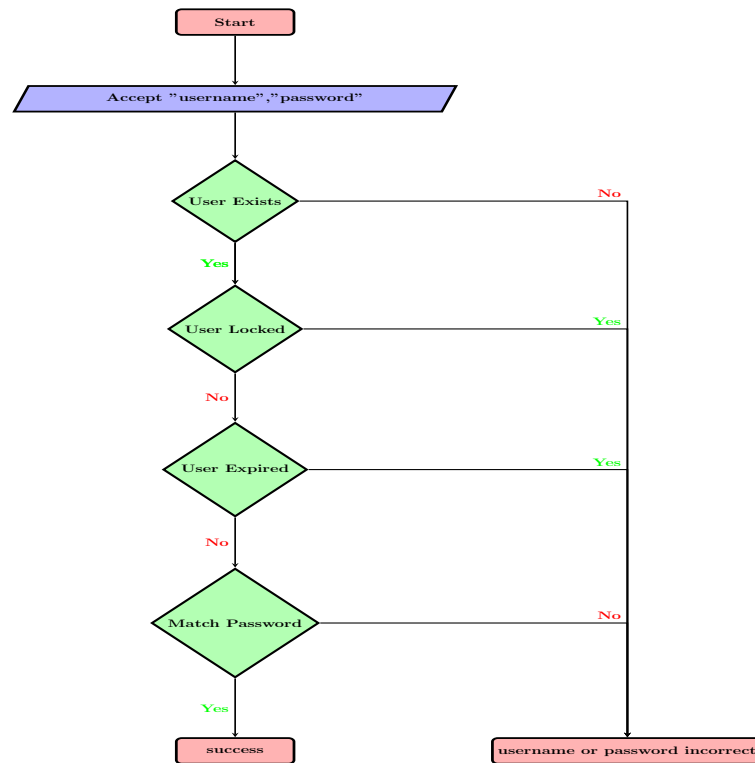 Start
Accept ”username”,”password”
User Exists
No
Yes
User Locked
Yes
No
User Expired
Yes
No
Match Password
No
Yes
success
username or password incorrect